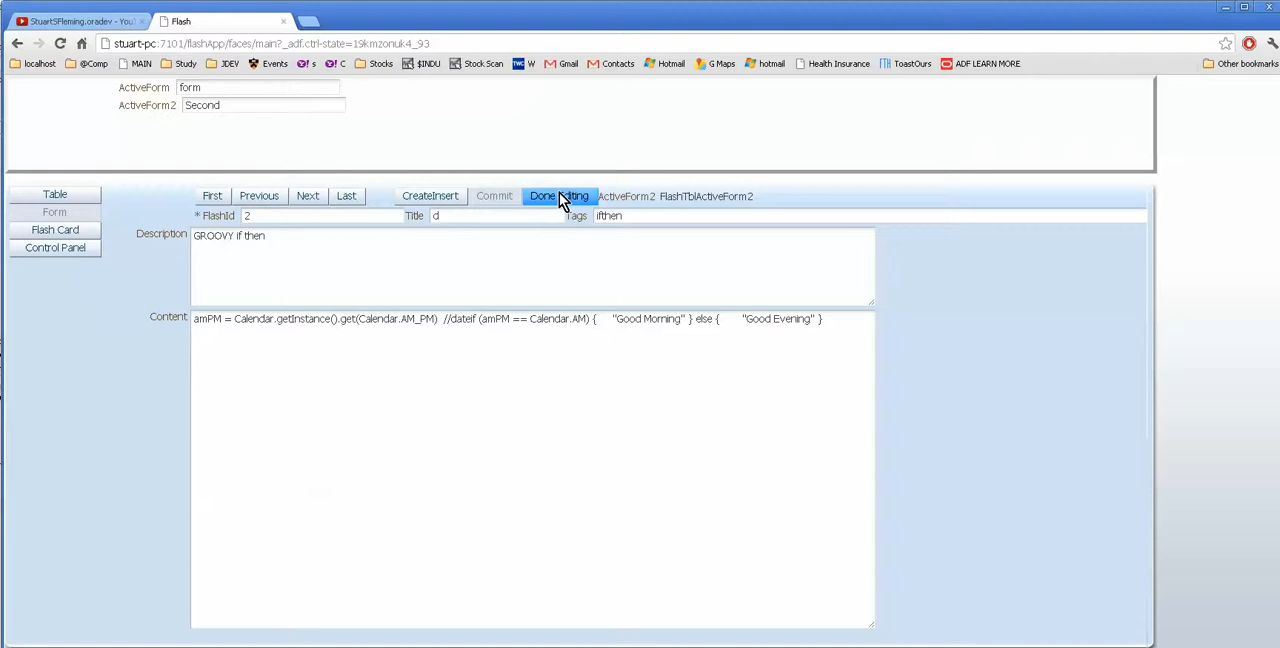 StuartSFleming.oradev - YouT
Flash
stuart-pc:7101/flashApp/faces/main?_adf.ctrl-state=19kmzonuk4_93
localhost @Comp MAIN Study JDEV Events s C Stocks $INDU Stock Scan TWC W Gmail Contacts Hotmail G Maps hotmail Health Insurance ToastOurs ADF LEARN MORE Other bookmarks
ActiveForm form
ActiveForm2 Second
Table First Previous Next Last CreateInsert Commit Done Editing ActiveForm2 FlashTblActiveForm2
Form * FlashId 2 Title d Tags ifthen
Flash Card Description GROOVY if then
Control Panel
Content amPM = Calendar.getInstance().get(Calendar.AM_PM) //dateif (amPM == Calendar.AM) { "Good Morning" } else { "Good Evening" }